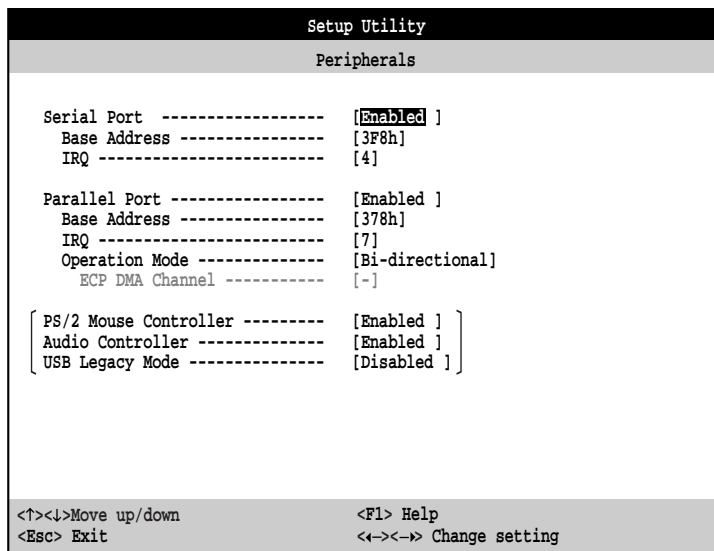 Setup Utility
Peripherals
Serial Port ------------------ [Enabled ]
Base Address ---------------- [3F8h]
IRQ ------------------------- [4]
Parallel Port ----------------- [Enabled ]
Base Address ---------------- [378h]
IRQ ------------------------- [7]
Operation Mode -------------- [Bi-directional]
ECP DMA Channel ----------- [-]
PS/2 Mouse Controller --------- [Enabled ]
Audio Controller -------------- [Enabled ]
USB Legacy Mode --------------- [Disabled ]
<↑><↓>Move up/down <F1> Help
<Esc> Exit <←><→> Change setting